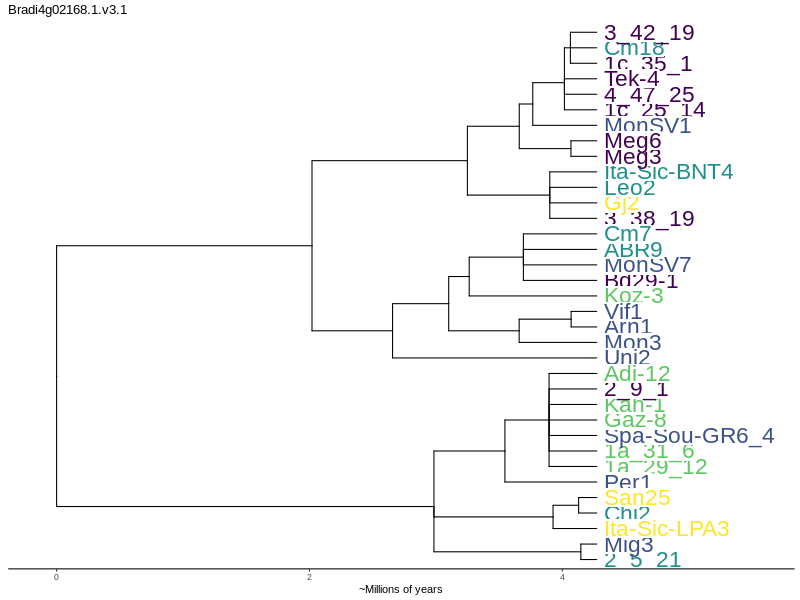 Bradi4g02168.1.v3.1
3_42_19
Cm18
1c_35_1
Tek-4
4_47_25
1c_25_14
MonSV1
Meg6
Meg3
Ita-Sic-BNT4
Leo2
Gj2
3_38_19
Cm7
ABR9
MonSV7
Bd29-1
Koz-3
Vif1
Arn1
Mon3
Uni2
Adi-12
2_9_1
Kah-1
Gaz-8
Spa-Sou-GR6_4
1a_31_6
1a_29_12
Per1
San25
Chi2
Ita-Sic-LPA3
Mig3
2_5_21
0 2 4
~Millions of years